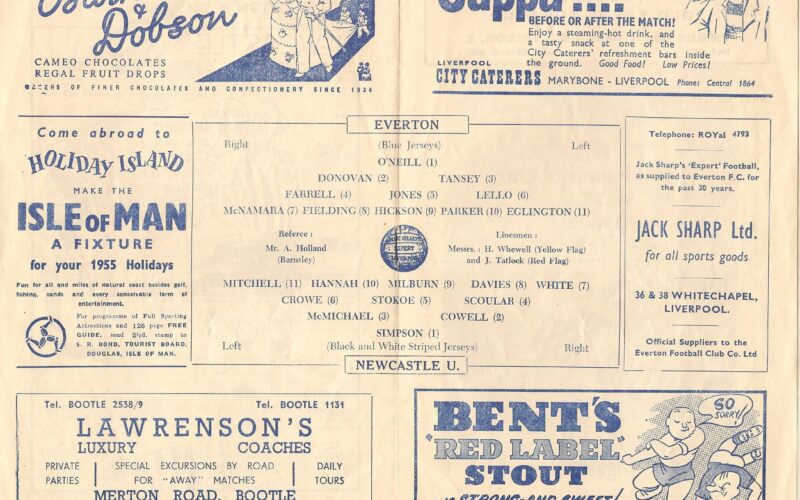 & Dobson
CAMEO CHOCOLATES
REGAL FRUIT DROPS
MAKERS OF FINER CHOCOLATES AND CONFECTIONERY SINCE 1834
Cuppa ! ....
BEFORE OR AFTER THE MATCH!
Enjoy a steaming-hot drink, and
a tasty snack at one of the
City Caterers' refreshment bars inside
the ground. Good Food! Low Prices!
LIVERPOOL
CITY CATERERS MARYBONE - LIVERPOOL Phone: Central 1864
Come abroad to
HOLIDAY ISLAND
MAKE THE
ISLE OF MAN
A FIXTURE
for your 1955 Holidays
Fun for all and miles of natural coast besides golf,
fishing, sands and every conceivable form of
entertainment.
For programme of Full Sporting
Attractions and 126 page FREE
GUIDE, send 2½d. stamp to
S. R. BOND, TOURIST BOARD,
DOUGLAS, ISLE OF MAN.
EVERTON
Right (Blue Jerseys) Left
O'NEILL (1)
DONOVAN (2) TANSEY (3)
FARRELL (4) JONES (5) LELLO (6)
McNAMARA (7) FIELDING (8) HICKSON (9) PARKER (10) EGLINGTON (11)
Referee :
Mr. A. Holland
(Barnsley)
JACK SHARP'S
EXPERT
Linesmen :
Messrs. : H. Whewell (Yellow Flag)
and J. Tatlock (Red Flag)
MITCHELL (11) HANNAH (10) MILBURN (9) DAVIES (8) WHITE (7)
CROWE (6) STOKOE (5) SCOULAR (4)
McMICHAEL (3) COWELL (2)
SIMPSON (1)
Left (Black and White Striped Jerseys) Right
NEWCASTLE U.
Telephone: ROYal 4793
Jack Sharp's 'Expert' Football,
as supplied to Everton F.C. for
the past 30 years.
JACK SHARP Ltd.
for all sports goods
36 & 38 WHITECHAPEL,
LIVERPOOL.
Official Suppliers to the
Everton Football Club Co. Ltd
Tel. BOOTLE 2538/9 Tel. BOOTLE 1131
LAWRENSON'S
LUXURY COACHES
PRIVATE PARTIES
SPECIAL EXCURSIONS BY ROAD
FOR "AWAY" MATCHES
DAILY TOURS
MERTON ROAD, BOOTLE
BENT'S
"RED LABEL"
STOUT
SO
SORRY!